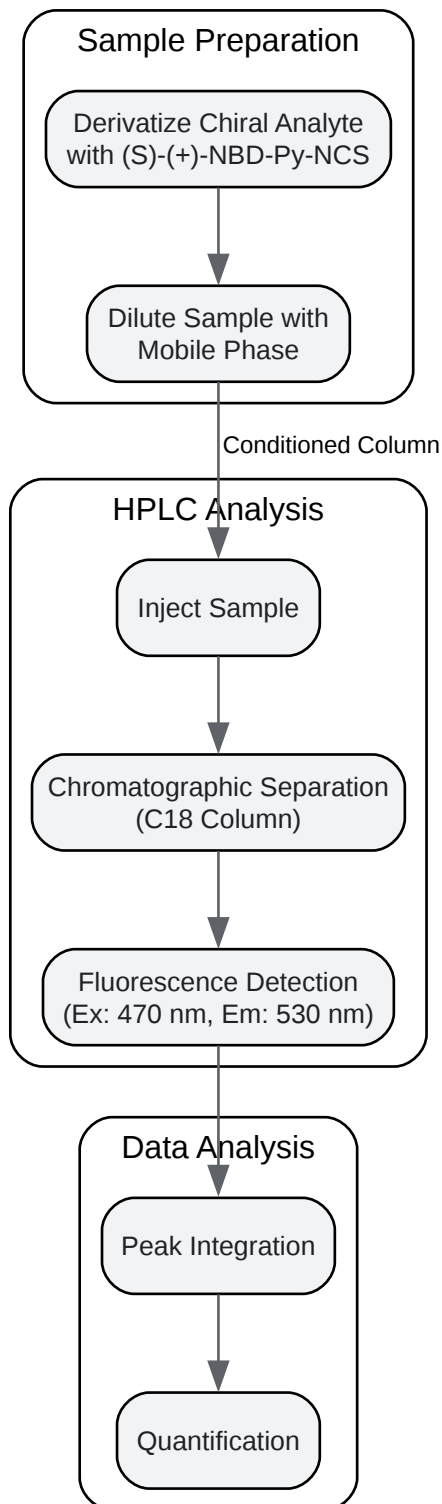 Sample Preparation
Derivatize Chiral Analyte
with (S)-(+)-NBD-Py-NCS
Dilute Sample with
Mobile Phase
Conditioned Column
HPLC Analysis
Inject Sample
Chromatographic Separation
(C18 Column)
Fluorescence Detection
(Ex: 470 nm, Em: 530 nm)
Data Analysis
Peak Integration
Quantification